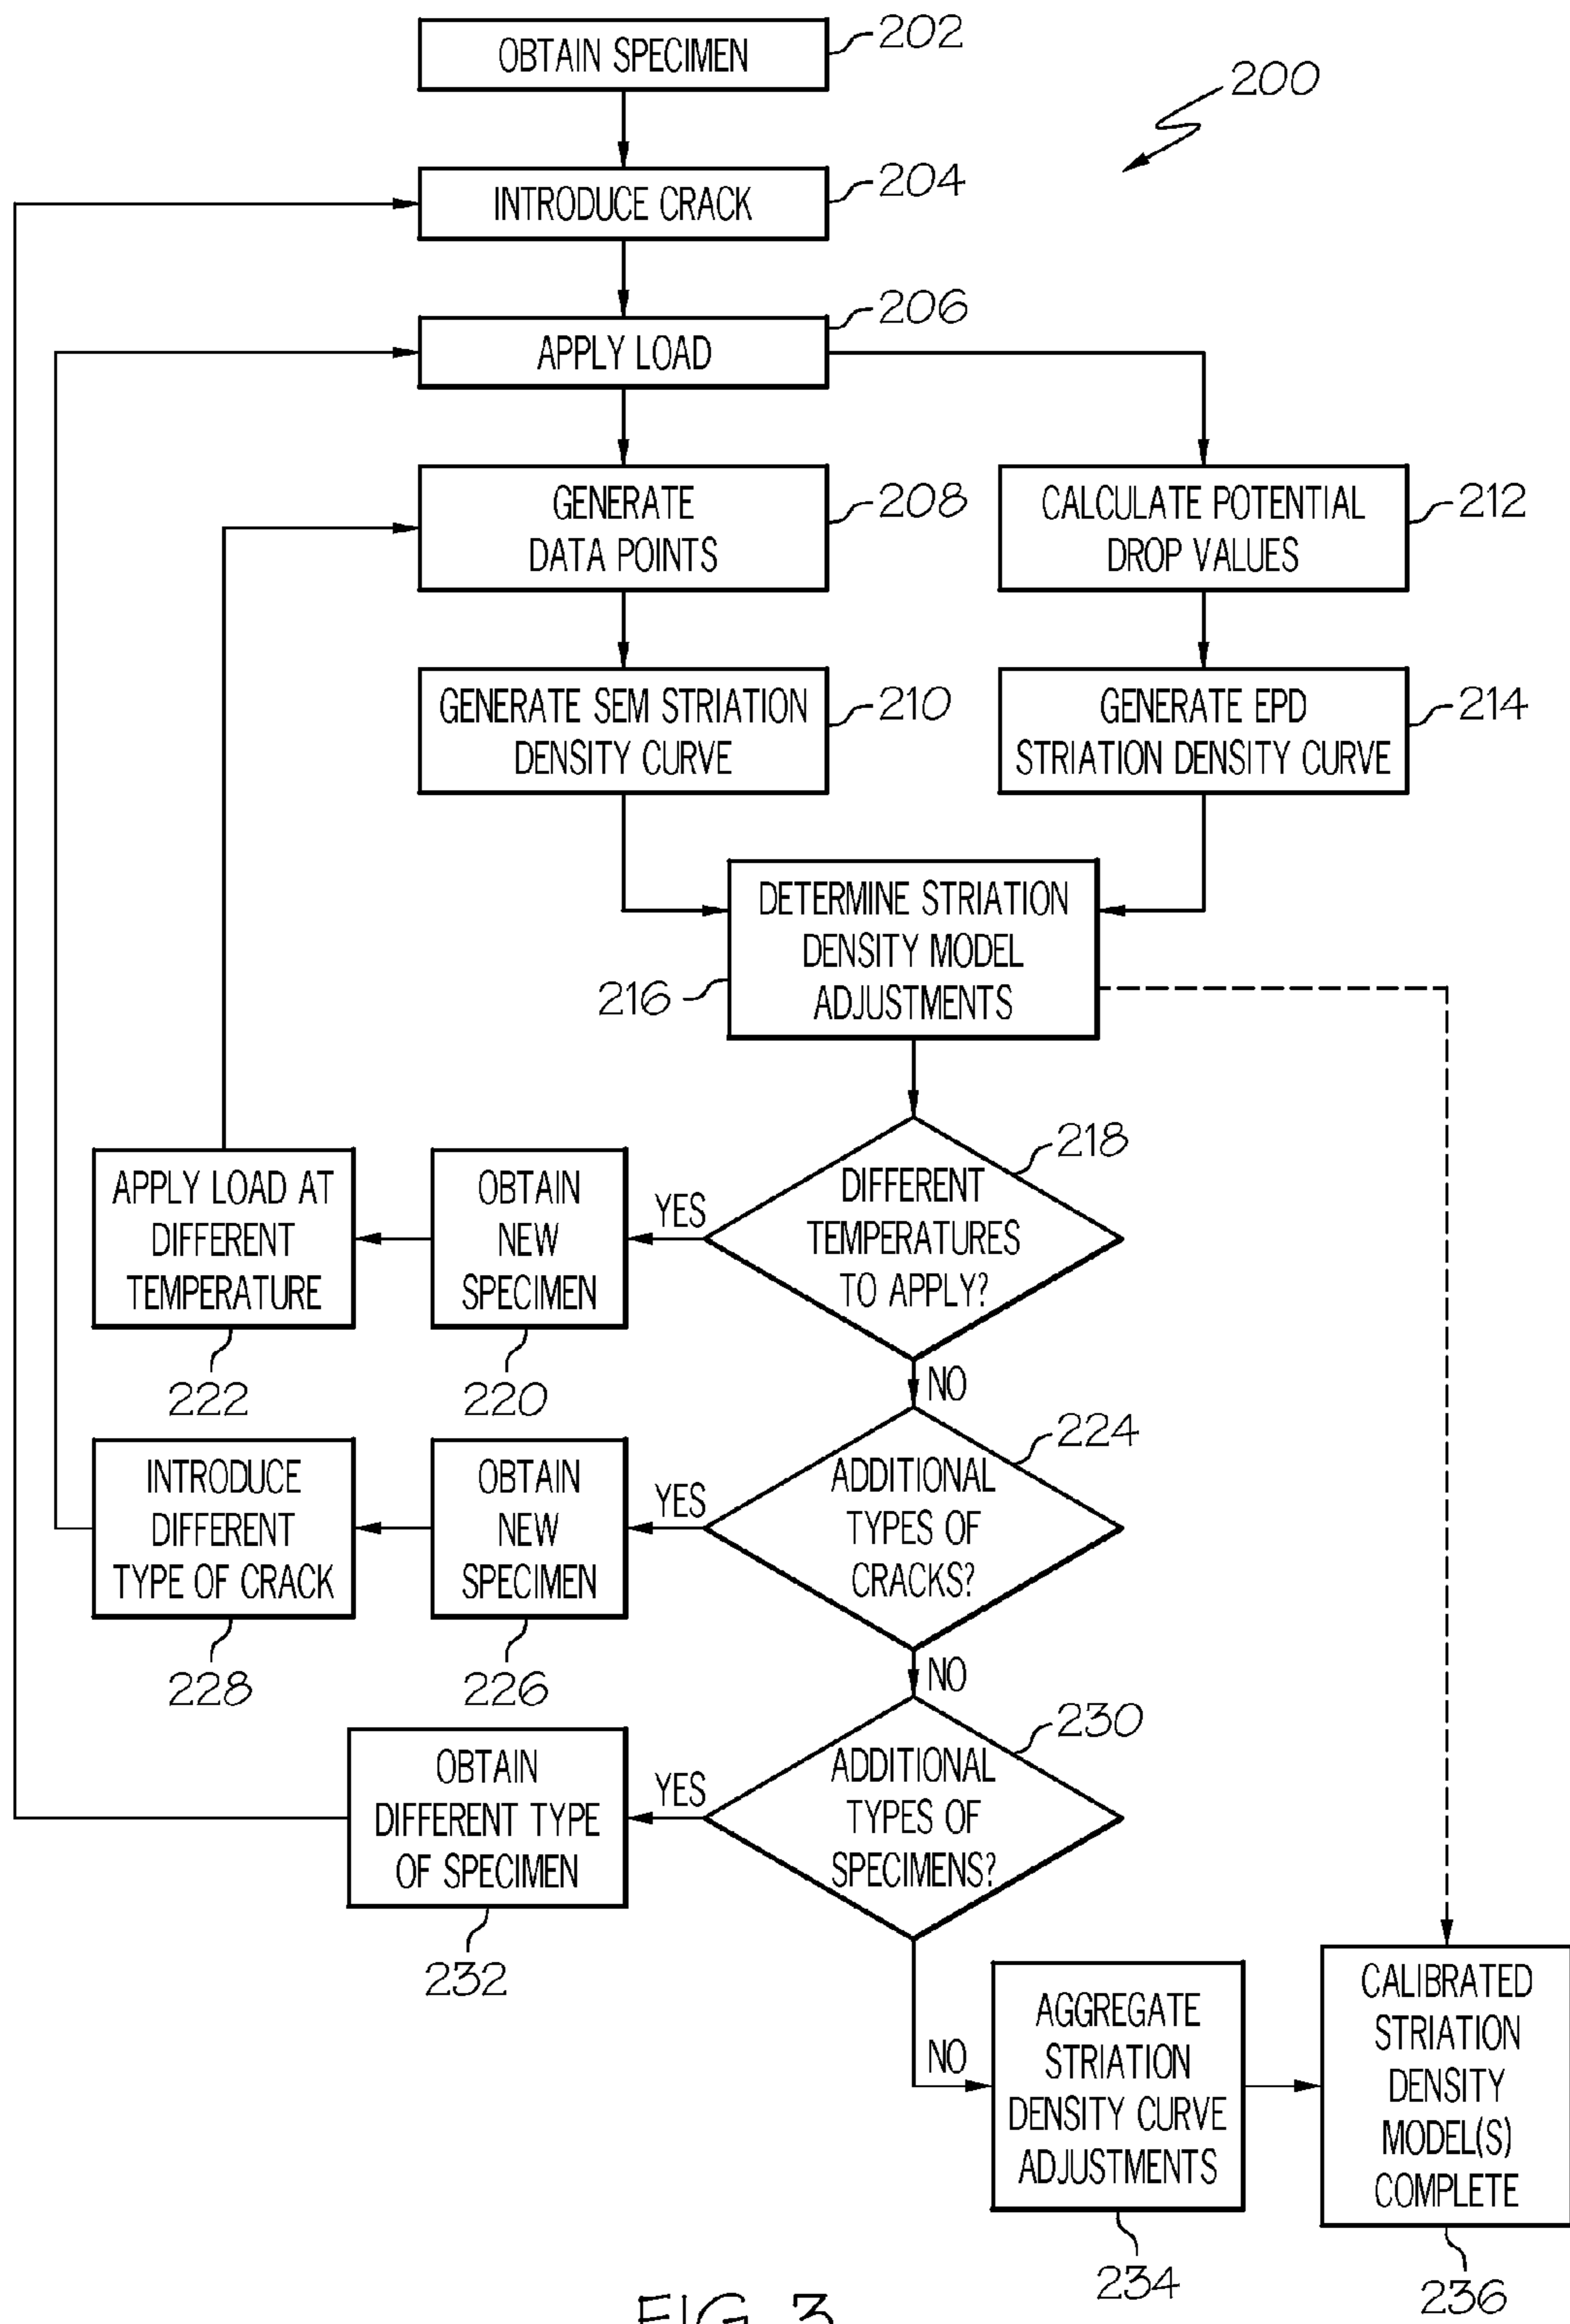 OBTAIN SPECIMEN
202
200
INTRODUCE CRACK
204
APPLY LOAD
206
GENERATE
DATA POINTS
208
CALCULATE POTENTIAL
DROP VALUES
212
GENERATE SEM STRIATION
DENSITY CURVE
210
GENERATE EPD
STRIATION DENSITY CURVE
214
DETERMINE STRIATION
DENSITY MODEL
ADJUSTMENTS
216
DIFFERENT
TEMPERATURES
TO APPLY?
218
YES
OBTAIN
NEW
SPECIMEN
220
APPLY LOAD AT
DIFFERENT
TEMPERATURE
222
NO
ADDITIONAL
TYPES OF
CRACKS?
224
YES
OBTAIN
NEW
SPECIMEN
226
INTRODUCE
DIFFERENT
TYPE OF CRACK
228
NO
ADDITIONAL
TYPES OF
SPECIMENS?
230
YES
OBTAIN
DIFFERENT TYPE
OF SPECIMEN
232
NO
AGGREGATE
STRIATION
DENSITY CURVE
ADJUSTMENTS
234
CALIBRATED
STRIATION
DENSITY
MODEL(S)
COMPLETE
236
FIG. 3